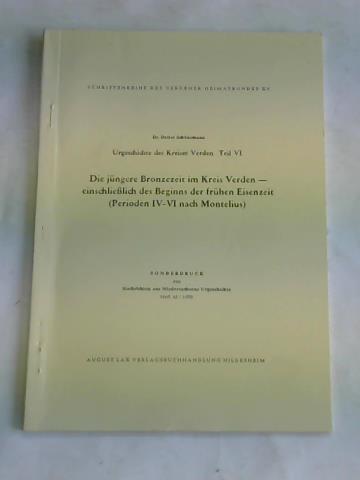 SCHRIFTENREIHE DES VERDENER HEIMATBUNDES E.V.
Dr. Detlef Schünemann
Urgeschichte des Kreises Verden Teil VI
Die jüngere Bronzezeit im Kreis Verden —
einschließlich des Beginns der frühen Eisenzeit
(Perioden IV–VI nach Montelius)
SONDERDRUCK
aus
Nachrichten aus Niedersachsens Urgeschichte
AUGUST LAX VERLAGSBUCHHANDLUNG HILDESHEIM